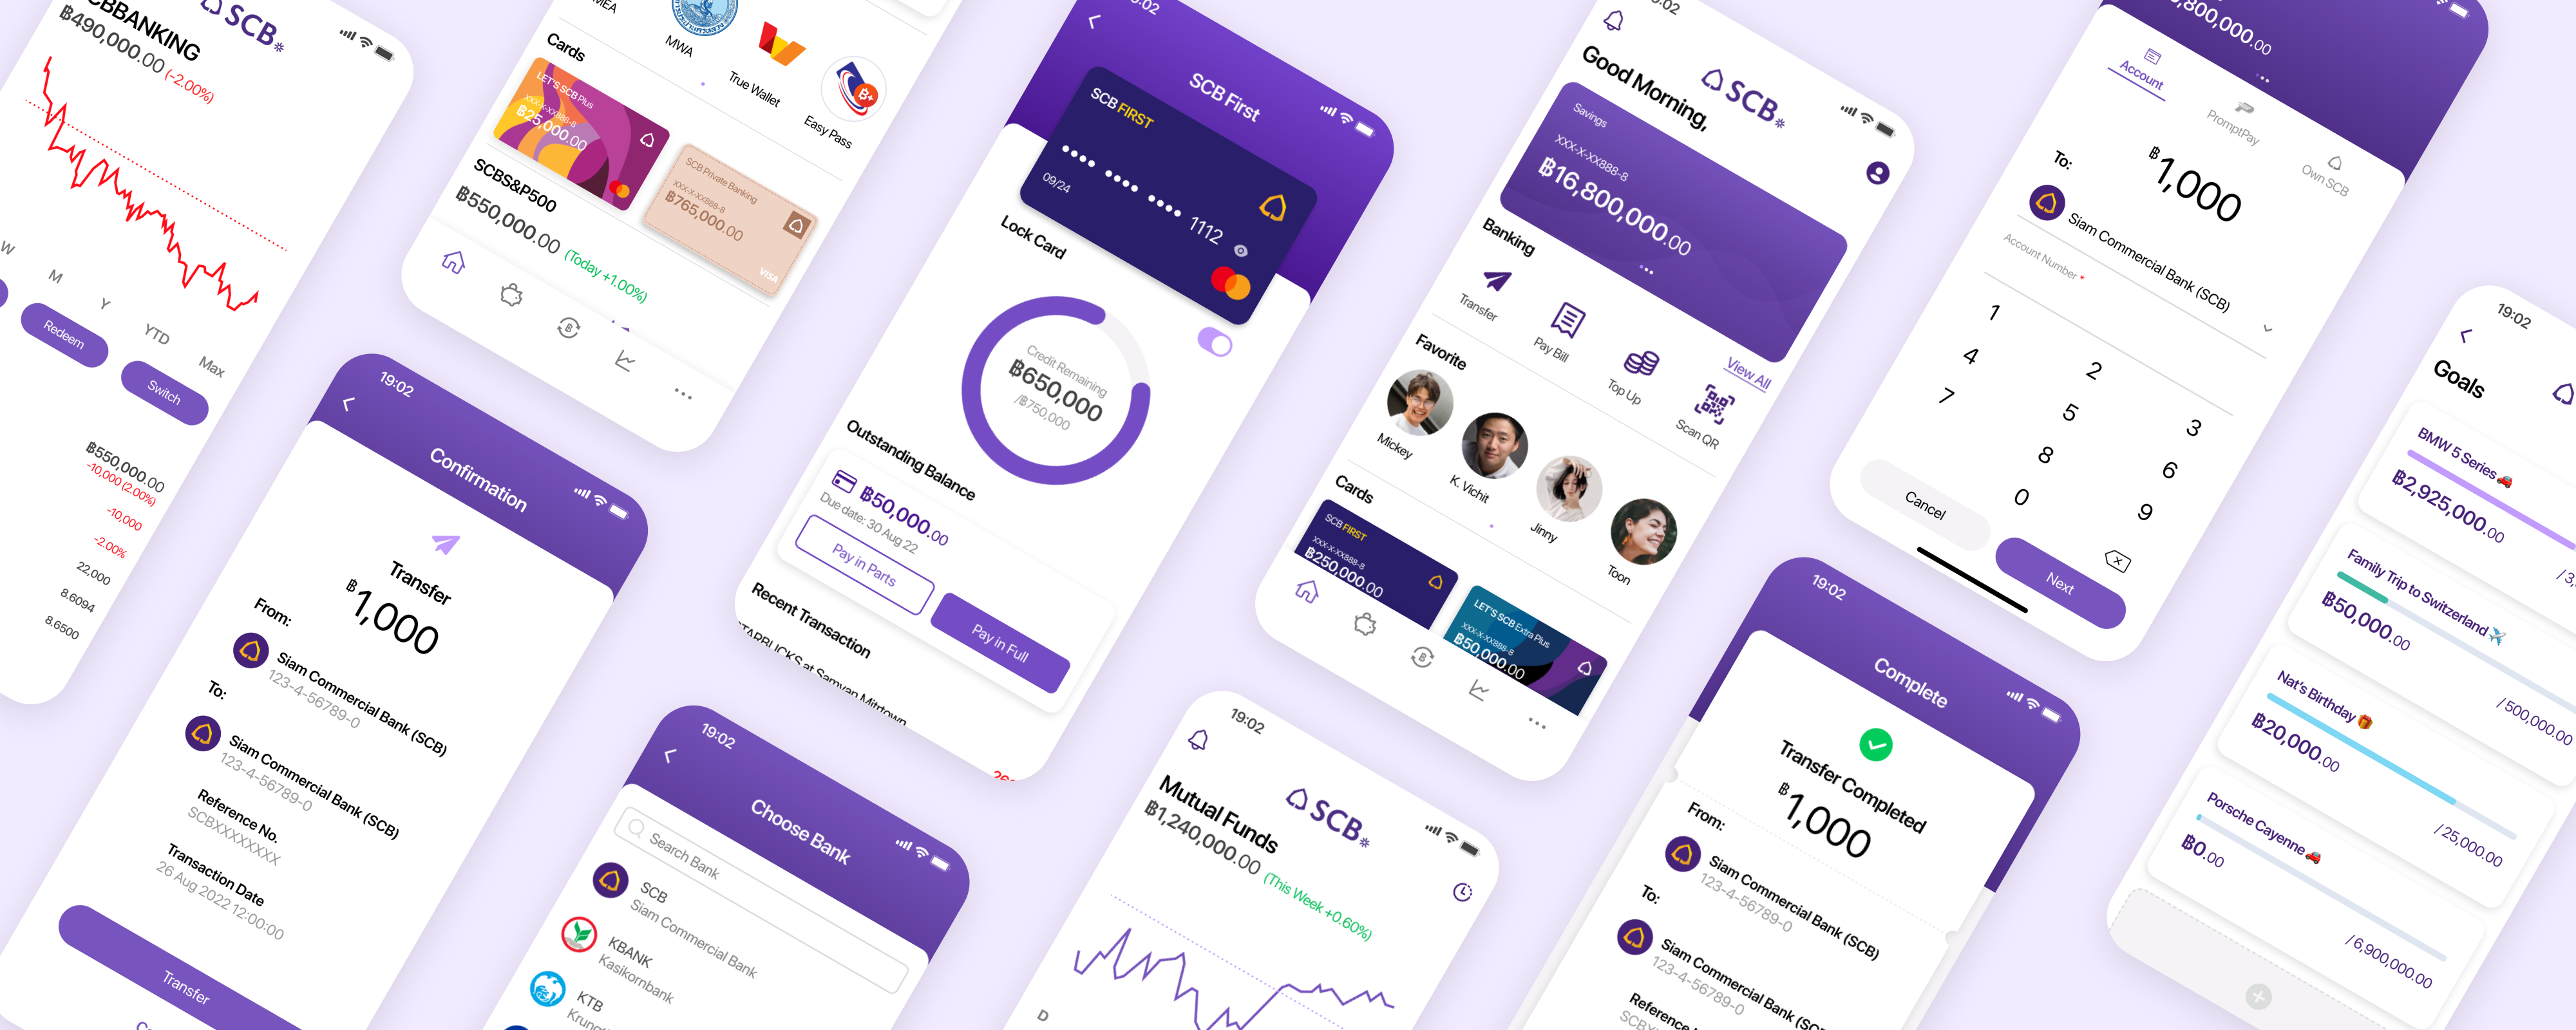 SCB
฿490,000.00 (-2.00%)
W
M
Y
YTD
Max
Redeem
Switch
฿550,000.00
-10,000 (2.00%)
-10,000
-2.00%
22,000
8.6094
8.6500
19:02
Confirmation
Transfer
฿1,000
From:
Siam Commercial Bank (SCB)
123-4-56789-0
To:
Siam Commercial Bank (SCB)
123-4-56789-0
Reference No.
SCBXXXXXXXX
Transaction Date
26 Aug 2022 12:00:00
Transfer
MEA
MWA
True Wallet
Easy Pass
Cards
LET'S SCB Plus
XXX-X-XX888-8
฿25,000.00
SCB Private Banking
XXX-X-XX888-8
฿765,000.00
VISA
SCBS&P500
฿550,000.00 (Today +1.00%)
19:02
Choose Bank
Search Bank
SCB
Siam Commercial Bank
KBANK
Kasikornbank
KTB
SCB First
SCB FIRST
•••• •••• •••• 1112
09/24
Lock Card
Credit Remaining
฿650,000
/฿750,000
Outstanding Balance
฿50,000.00
Due date: 30 Aug 22
Pay in Parts
Pay in Full
Recent Transaction
STARBUCKS at Samyan Mitrtown
19:02
SCB
Mutual Funds
฿1,240,000.00 (This Week +0.60%)
D
SCB
Good Morning,
Savings
XXX-X-XX888-8
฿16,800,000.00
Banking
View All
Transfer
Pay Bill
Top Up
Scan QR
Favorite
Mickey
K. Vichit
Jinny
Toon
Cards
SCB FIRST
XXX-X-XX888-8
฿250,000.00
LET'S SCB Extra Plus
XXX-X-XX888-8
฿50,000.00
19:02
Complete
Transfer Completed
฿1,000
From:
Siam Commercial Bank (SCB)
123-4-56789-0
To:
Siam Commercial Bank (SCB)
123-4-56789-0
Account
PromptPay
Own SCB
฿1,000
To:
Siam Commercial Bank (SCB)
Account Number *
1
2
3
4
5
6
7
8
9
0
Cancel
Next
19:02
Goals
BMW 5 Series 🚗
฿2,925,000.00
Family Trip to Switzerland ✈️
฿50,000.00
/ 500,000.00
Nat's Birthday 🎁
฿20,000.00
/ 25,000.00
Porsche Cayenne 🚗
฿0.00
/ 6,900,000.00